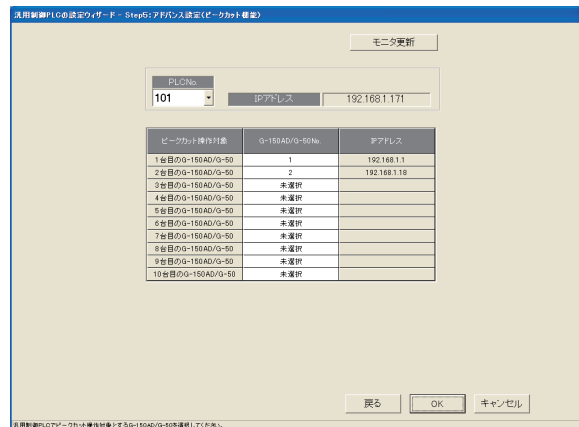 汎用制御PLCの設定ウィザード - Step5：アドバンス設定(ピークカット機能)
モニタ更新
PLCNo.
101 IPアドレス 192.168.1.171
ピークカット操作対象 G-150AD/G-50No. IPアドレス
1台目のG-150AD/G-50 1 192.168.1.1
2台目のG-150AD/G-50 2 192.168.1.18
3台目のG-150AD/G-50 未選択
4台目のG-150AD/G-50 未選択
5台目のG-150AD/G-50 未選択
6台目のG-150AD/G-50 未選択
7台目のG-150AD/G-50 未選択
8台目のG-150AD/G-50 未選択
9台目のG-150AD/G-50 未選択
10台目のG-150AD/G-50 未選択
戻る OK キャンセル
汎用制御PLCでピークカット操作対象とするG-150AD/G-50を選択してください。